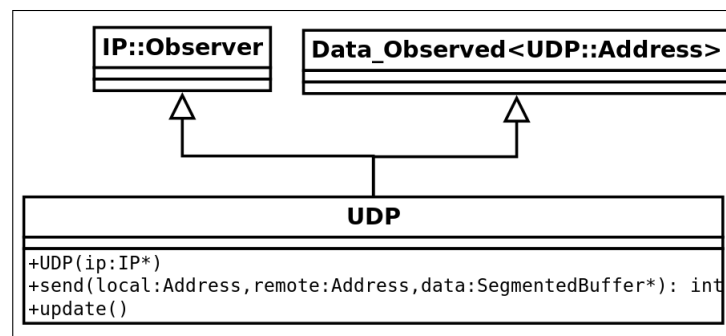 IP::Observer
Data_Observed<UDP::Address>
UDP
+UDP(ip:IP*)
+send(local:Address,remote:Address,data:SegmentedBuffer*): int
+update()